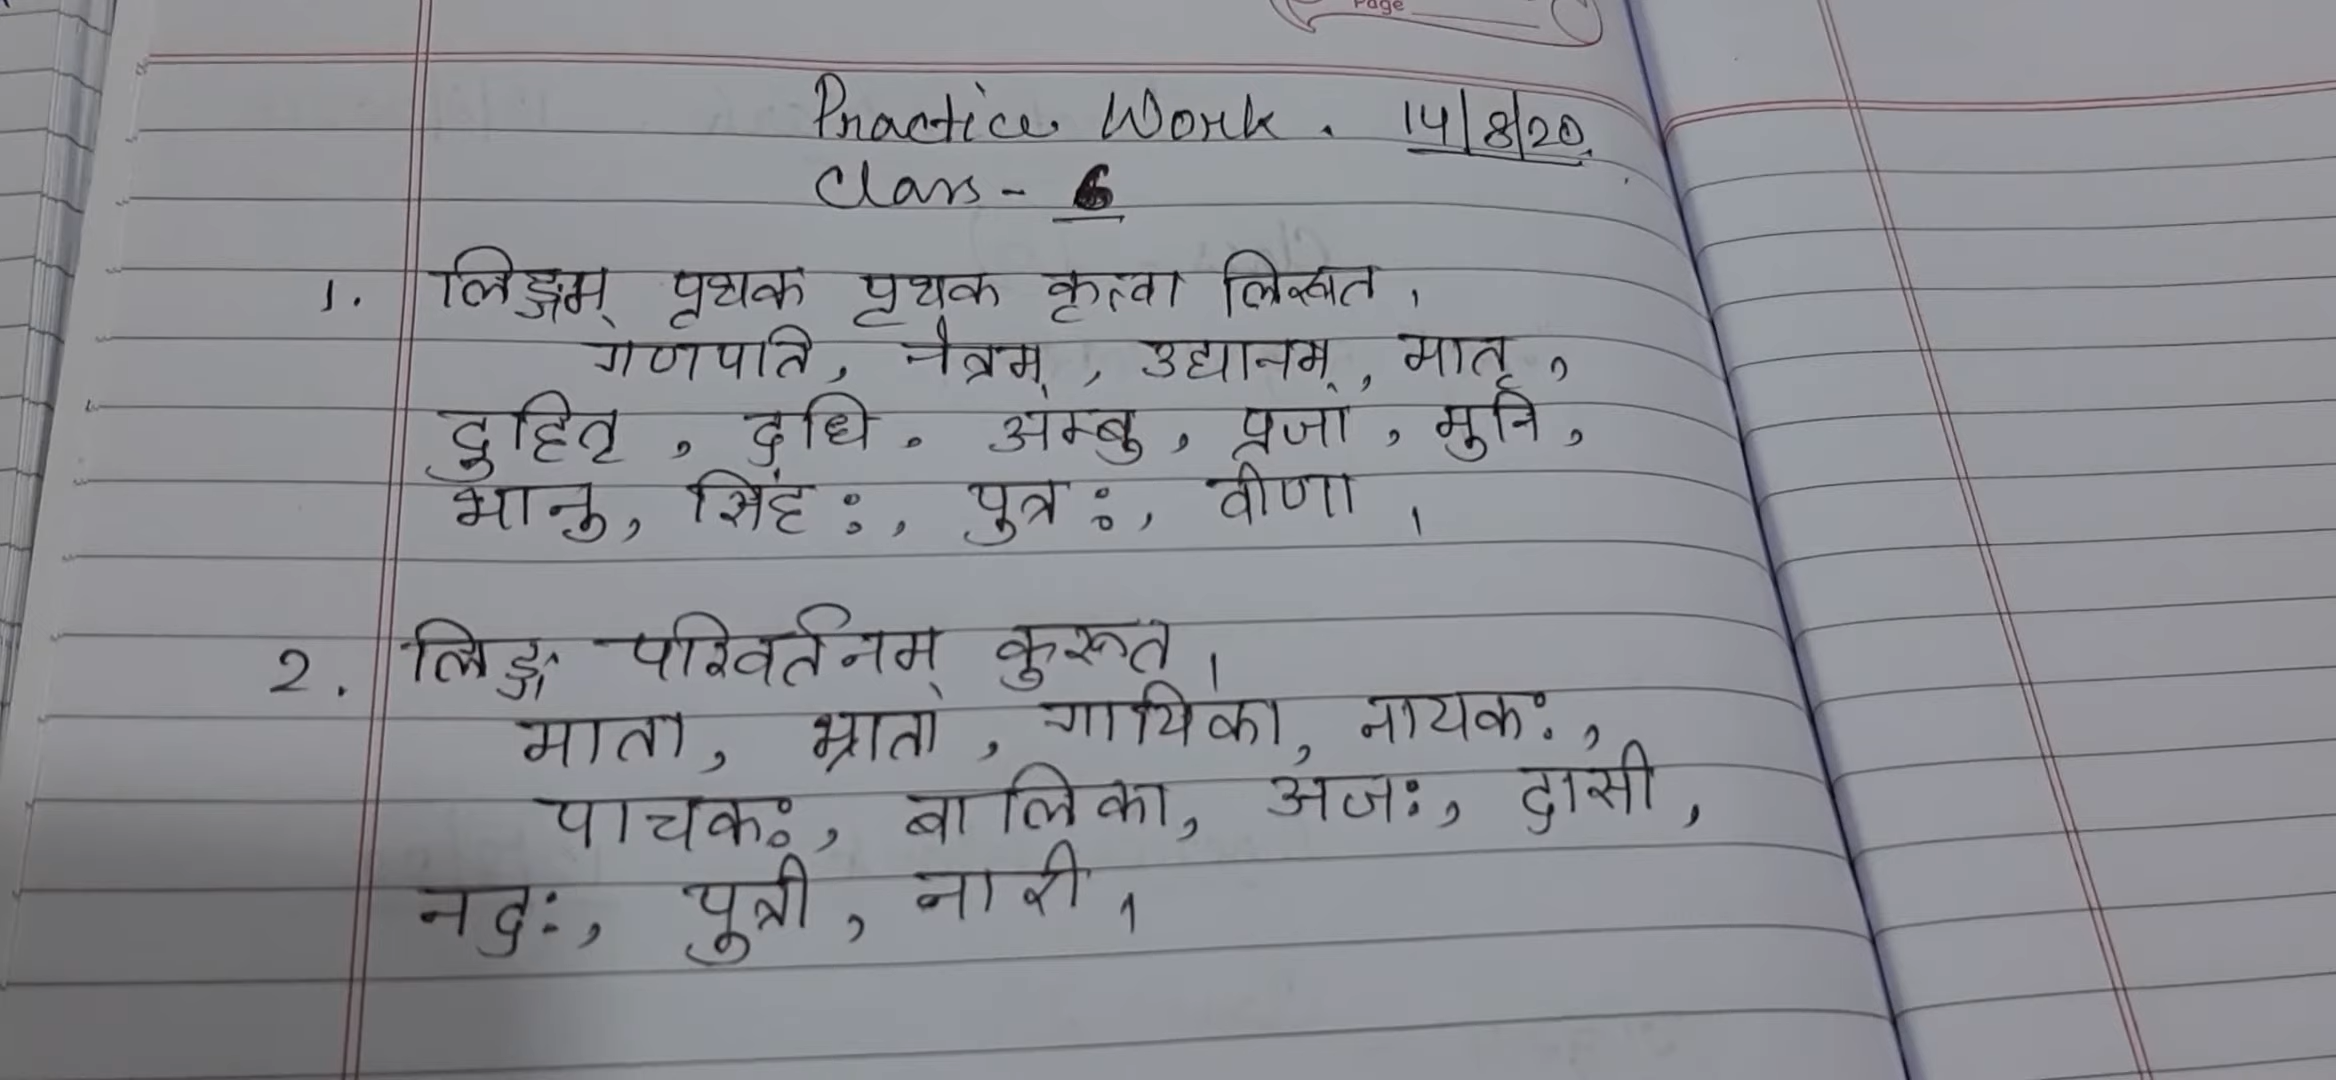 Page
Practice Work. 14/8/20.
Class - 6
1. लिङ्गम् पृथक पृथक कृत्वा लिखत।
गणपति, नेत्रम्, उद्यानम्, मातृ,
दुहितृ, दधि, अम्बु, प्रजा, मुनि,
भानु, सिंहः, पुत्रः, वीणा।
2. लिङ्ग परिवर्तनम् कुरूत।
माता, भ्राता, गायिका, नायकः,
पाचकः, बालिका, अजः, दासी,
नदः, पुत्री, नारी।